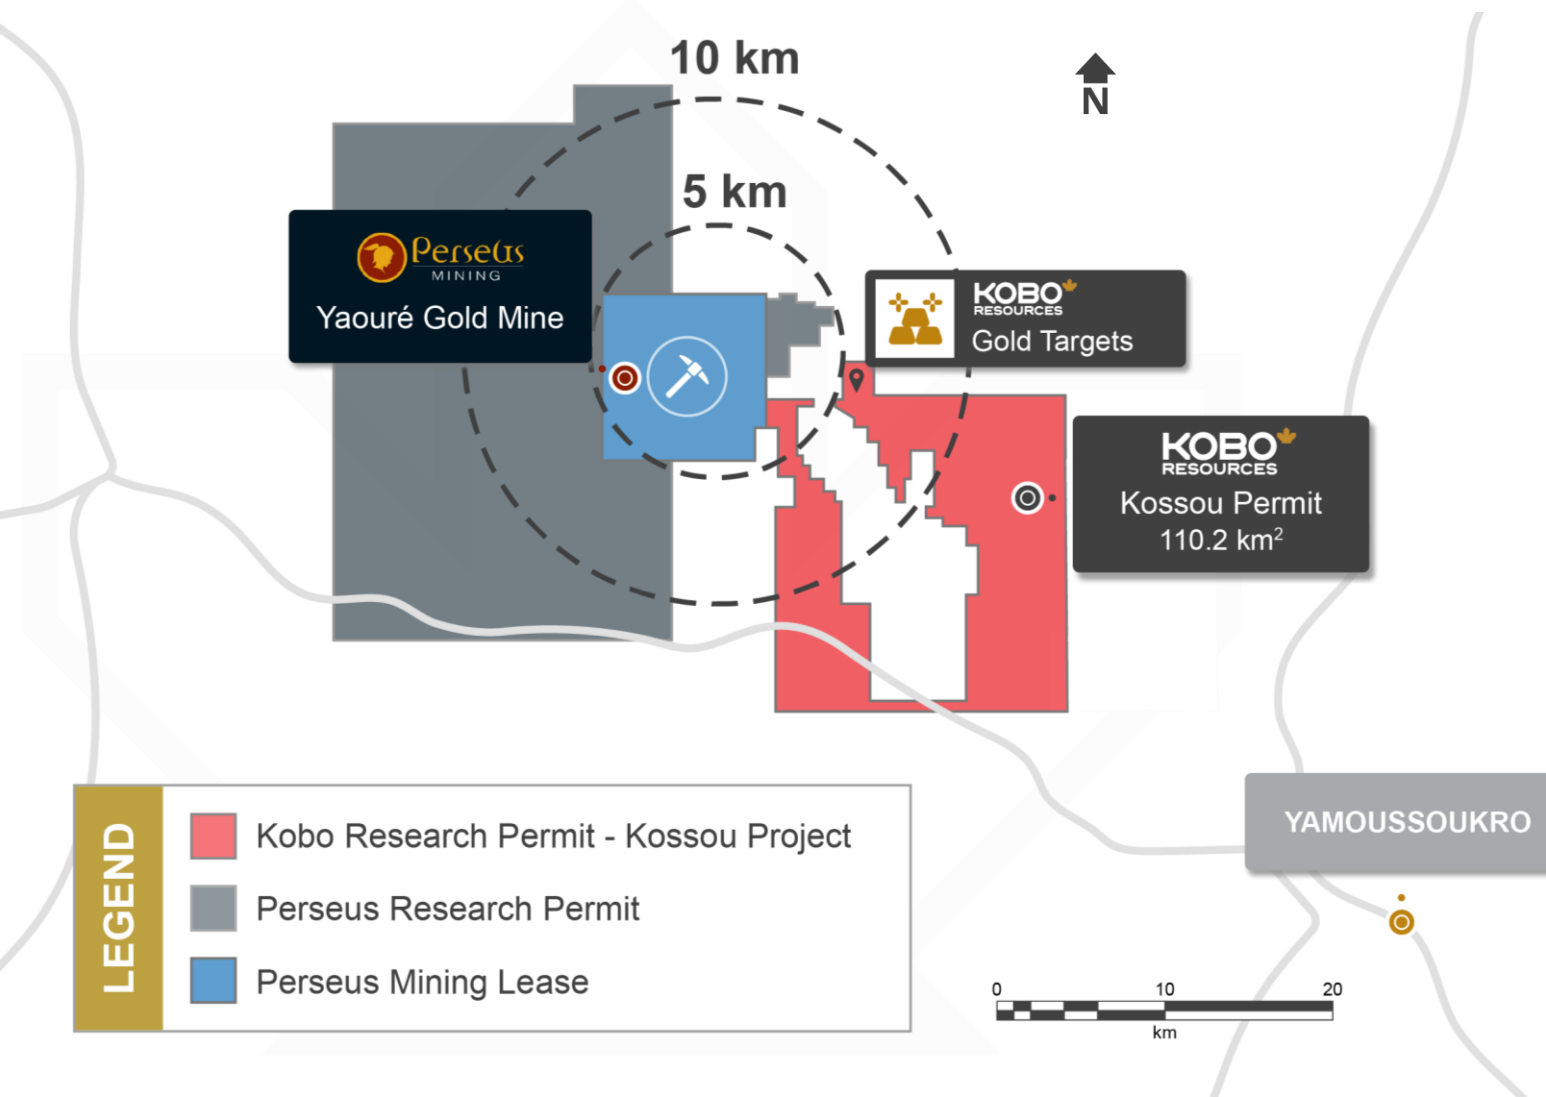 10 km
N
5 km
Perseus
MINING
Yaouré Gold Mine
KOBO
RESOURCES
Gold Targets
KOBO
RESOURCES
Kossou Permit
110.2 km²
YAMOUSSOUKRO
LEGEND
Kobo Research Permit - Kossou Project
Perseus Research Permit
Perseus Mining Lease
0 10 20
km